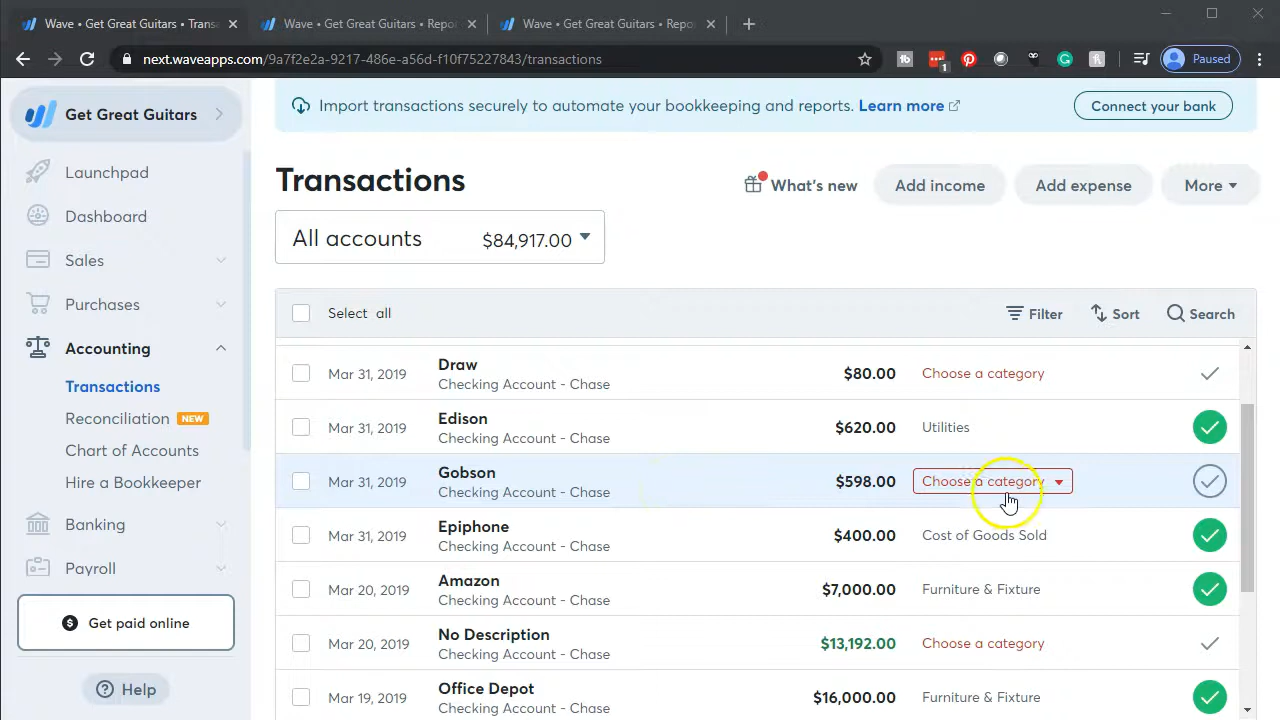 Wave • Get Great Guitars • Transa
Wave • Get Great Guitars • Repo
Wave • Get Great Guitars • Repo
next.waveapps.com/9a7f2e2a-9217-486e-a56d-f10f75227843/transactions
1
Paused
Get Great Guitars
Import transactions securely to automate your bookkeeping and reports. Learn more
Connect your bank
Launchpad
Dashboard
Sales
Purchases
Accounting
Transactions
Reconciliation NEW
Chart of Accounts
Hire a Bookkeeper
Banking
Payroll
$ Get paid online
? Help
Transactions
What's new
Add income
Add expense
More
All accounts $84,917.00
Select all
Filter
Sort
Search
Mar 31, 2019 Draw $80.00 Choose a category
Checking Account - Chase
Mar 31, 2019 Edison $620.00 Utilities
Checking Account - Chase
Mar 31, 2019 Gobson $598.00 Choose a category
Checking Account - Chase
Mar 31, 2019 Epiphone $400.00 Cost of Goods Sold
Checking Account - Chase
Mar 20, 2019 Amazon $7,000.00 Furniture & Fixture
Checking Account - Chase
Mar 20, 2019 No Description $13,192.00 Choose a category
Checking Account - Chase
Mar 19, 2019 Office Depot $16,000.00 Furniture & Fixture
Checking Account - Chase